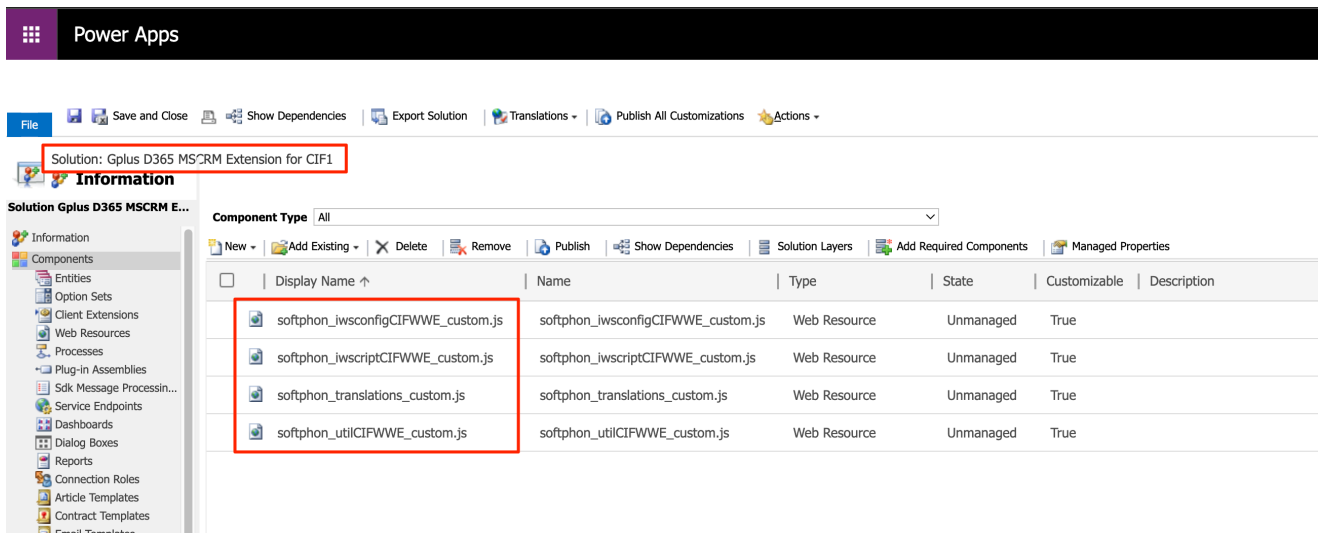 Power Apps
File Save and Close Show Dependencies Export Solution Translations Publish All Customizations Actions
Solution: Gplus D365 MSCRM Extension for CIF1
Information
Solution Gplus D365 MSCRM E...
Component Type All
Information
Components
Entities
Option Sets
Client Extensions
Web Resources
Processes
Plug-in Assemblies
Sdk Message Processin...
Service Endpoints
Dashboards
Dialog Boxes
Reports
Connection Roles
Article Templates
Contract Templates
Email Templates
New Add Existing Delete Remove Publish Show Dependencies Solution Layers Add Required Components Managed Properties
Display Name Name Type State Customizable Description
softphon_iwsconfigCIFWWE_custom.js softphon_iwsconfigCIFWWE_custom.js Web Resource Unmanaged True
softphon_iwscriptCIFWWE_custom.js softphon_iwscriptCIFWWE_custom.js Web Resource Unmanaged True
softphon_translations_custom.js softphon_translations_custom.js Web Resource Unmanaged True
softphon_utilCIFWWE_custom.js softphon_utilCIFWWE_custom.js Web Resource Unmanaged True